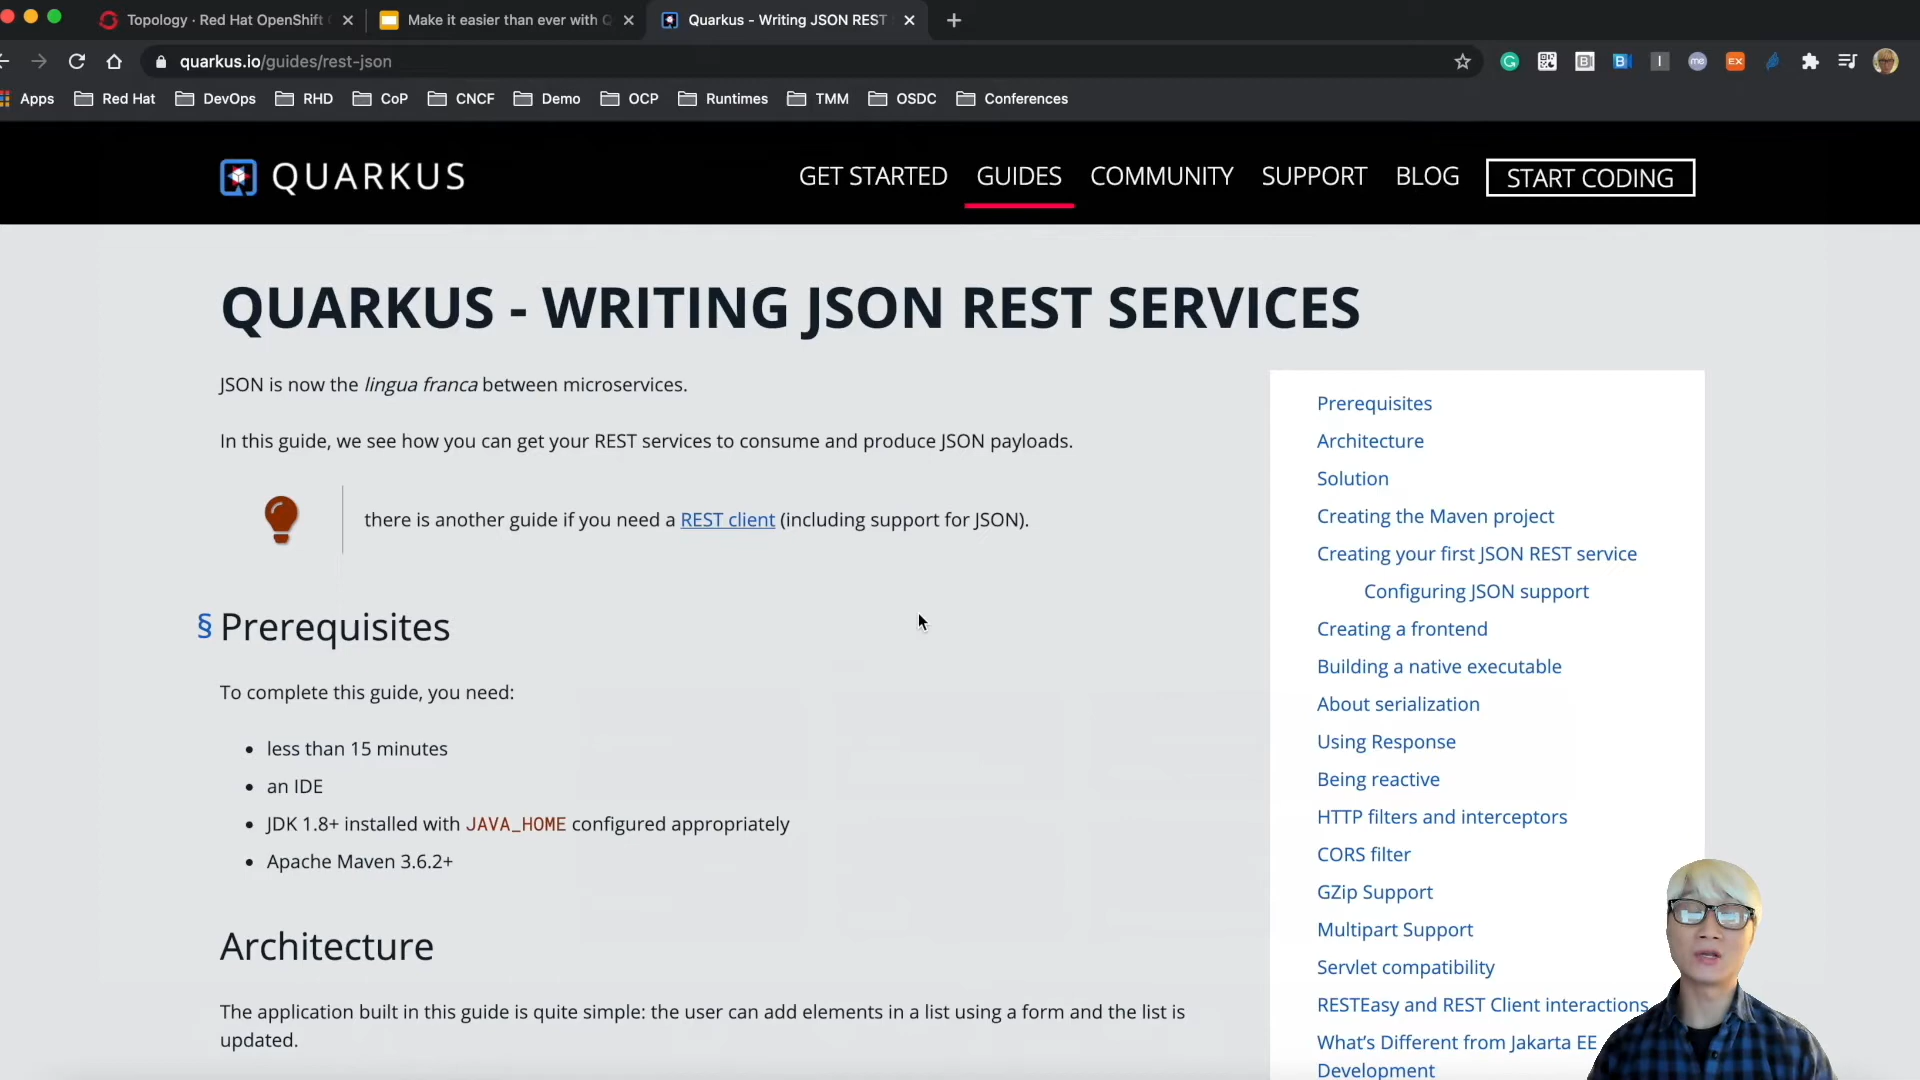 Topology · Red Hat OpenShift
Make it easier than ever with
Quarkus - Writing JSON REST
quarkus.io/guides/rest-json
Apps Red Hat DevOps RHD CoP CNCF Demo OCP Runtimes TMM OSDC Conferences
QUARKUS GET STARTED GUIDES COMMUNITY SUPPORT BLOG START CODING
QUARKUS - WRITING JSON REST SERVICES
JSON is now the lingua franca between microservices.
In this guide, we see how you can get your REST services to consume and produce JSON payloads.
there is another guide if you need a REST client (including support for JSON).
§ Prerequisites
To complete this guide, you need:
• less than 15 minutes
• an IDE
• JDK 1.8+ installed with JAVA_HOME configured appropriately
• Apache Maven 3.6.2+
Architecture
The application built in this guide is quite simple: the user can add elements in a list using a form and the list is
updated.
Prerequisites
Architecture
Solution
Creating the Maven project
Creating your first JSON REST service
Configuring JSON support
Creating a frontend
Building a native executable
About serialization
Using Response
Being reactive
HTTP filters and interceptors
CORS filter
GZip Support
Multipart Support
Servlet compatibility
RESTEasy and REST Client interactions
What's Different from Jakarta EE
Development